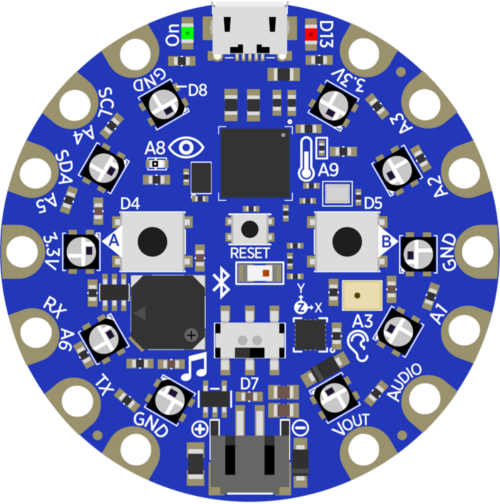 On
D13
GND
D8
3.3V
SCL
A4
A3
A8
A9
SDA
A5
A2
D4
D5
A
B
3.3V
RESET
GND
Y
Z
X
RX
A6
A3
A1
TX
D7
AUDIO
GND
VOUT